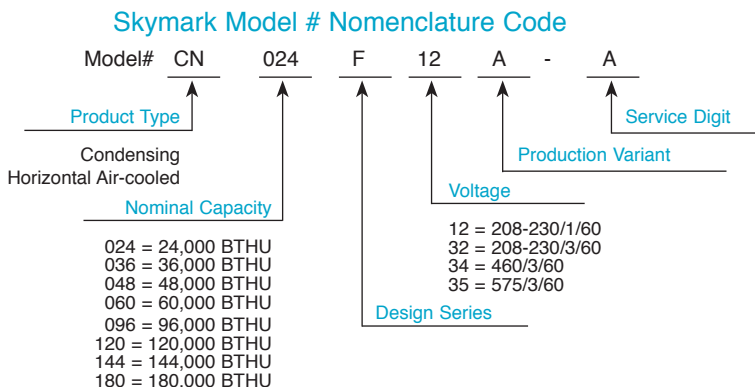 Skymark Model # Nomenclature Code
Model# CN 024 F 12 A - A
Product Type
Service Digit
Condensing
Horizontal Air-cooled
Production Variant
Nominal Capacity
Voltage
024 = 24,000 BTHU
036 = 36,000 BTHU
048 = 48,000 BTHU
060 = 60,000 BTHU
096 = 96,000 BTHU
120 = 120,000 BTHU
144 = 144,000 BTHU
180 = 180,000 BTHU
12 = 208-230/1/60
32 = 208-230/3/60
34 = 460/3/60
35 = 575/3/60
Design Series